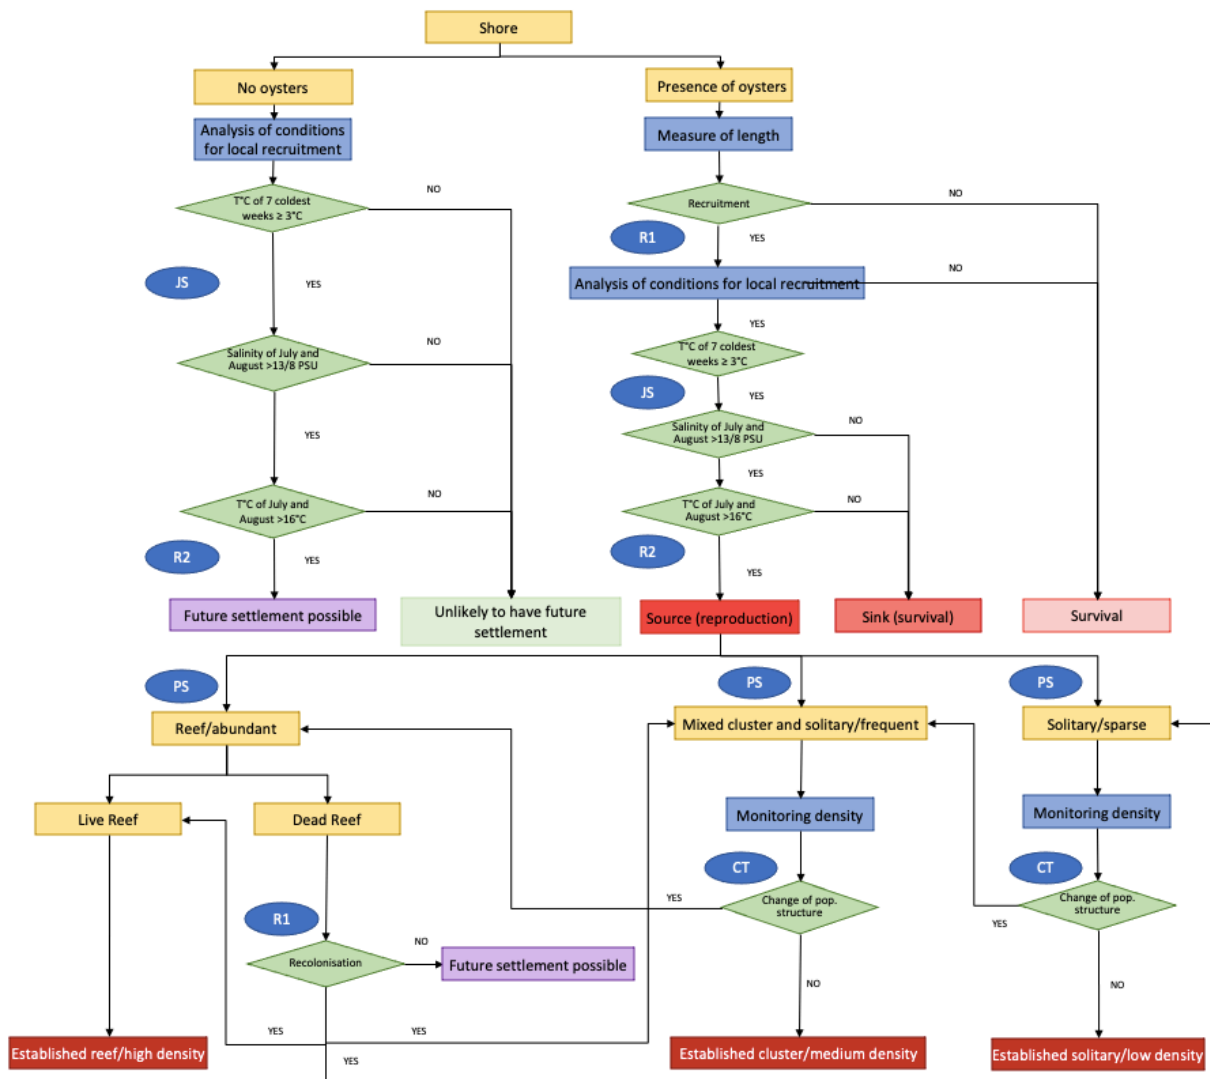 Shore
No oysters
Presence of oysters
Analysis of conditions
for local recruitment
Measure of length
T°C of 7 coldest
weeks ≥ 3°C
NO
Recruitment
NO
R1
YES
JS
YES
Analysis of conditions for local recruitment
NO
YES
Salinity of July and
August >13/8 PSU
NO
T°C of 7 coldest
weeks ≥ 3°C
JS
YES
YES
Salinity of July and
August >13/8 PSU
NO
YES
T°C of July and
August >16°C
NO
T°C of July and
August >16°C
NO
R2
YES
R2
YES
Future settlement possible
Unlikely to have future
settlement
Source (reproduction)
Sink (survival)
Survival
PS
PS
PS
Reef/abundant
Mixed cluster and solitary/frequent
Solitary/sparse
Live Reef
Dead Reef
Monitoring density
Monitoring density
CT
CT
R1
YES
Change of pop.
structure
Change of pop.
structure
YES
Recolonisation
NO
Future settlement possible
NO
NO
YES
YES
YES
Established reef/high density
Established cluster/medium density
Established solitary/low density